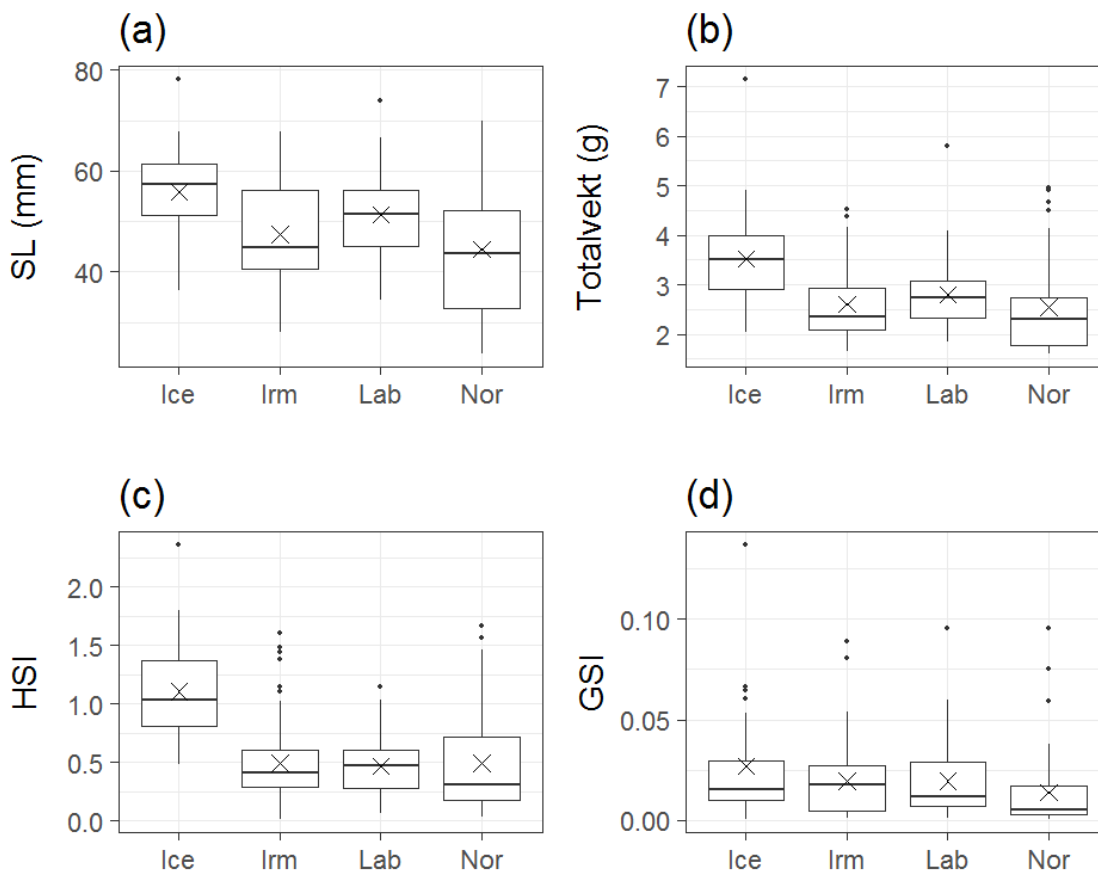 (a)
SL (mm)
80
60
40
Ice Irm Lab Nor
(b)
Totalvekt (g)
7
6
5
4
3
2
Ice Irm Lab Nor
(c)
HSI
2.0
1.5
1.0
0.5
0.0
Ice Irm Lab Nor
(d)
GSI
0.10
0.05
0.00
Ice Irm Lab Nor